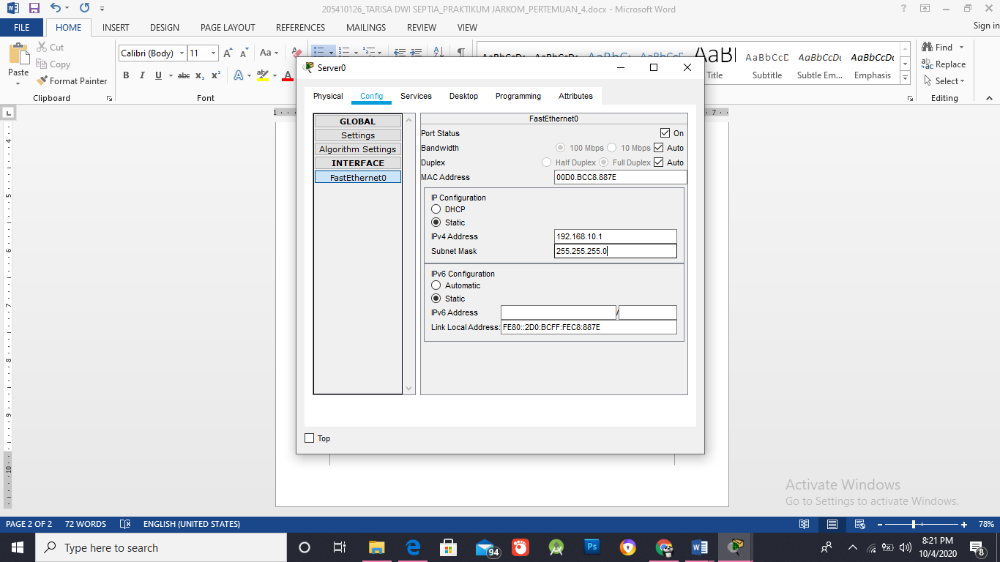 205410126_TARISA DWI SEPTIA_PRAKTIKUM JARKOM_PERTEMUAN_4.docx - Microsoft Word
FILE HOME INSERT DESIGN PAGE LAYOUT REFERENCES MAILINGS REVIEW VIEW Sign in
Paste
Cut
Copy
Format Painter
Clipboard
Calibri (Body) 11
Font
Title
AaBbCcD Subtitle
AaBbCcDc Subtle Em...
AaBbCcDc Emphasis
Find
Replace
Select
Editing
Server0
Physical Config Services Desktop Programming Attributes
GLOBAL
Settings
Algorithm Settings
INTERFACE
FastEthernet0
FastEthernet0
Port Status On
Bandwidth 100 Mbps 10 Mbps Auto
Duplex Half Duplex Full Duplex Auto
MAC Address 00D0.BCC8.887E
IP Configuration
DHCP
Static
IPv4 Address 192.168.10.1
Subnet Mask 255.255.255.0
IPv6 Configuration
Automatic
Static
IPv6 Address /
Link Local Address: FE80::2D0:BCFF:FEC8:887E
Top
Activate Windows
Go to Settings to activate Windows.
PAGE 2 OF 2 72 WORDS ENGLISH (UNITED STATES) 78%
Type here to search
94
8:21 PM
10/4/2020
8